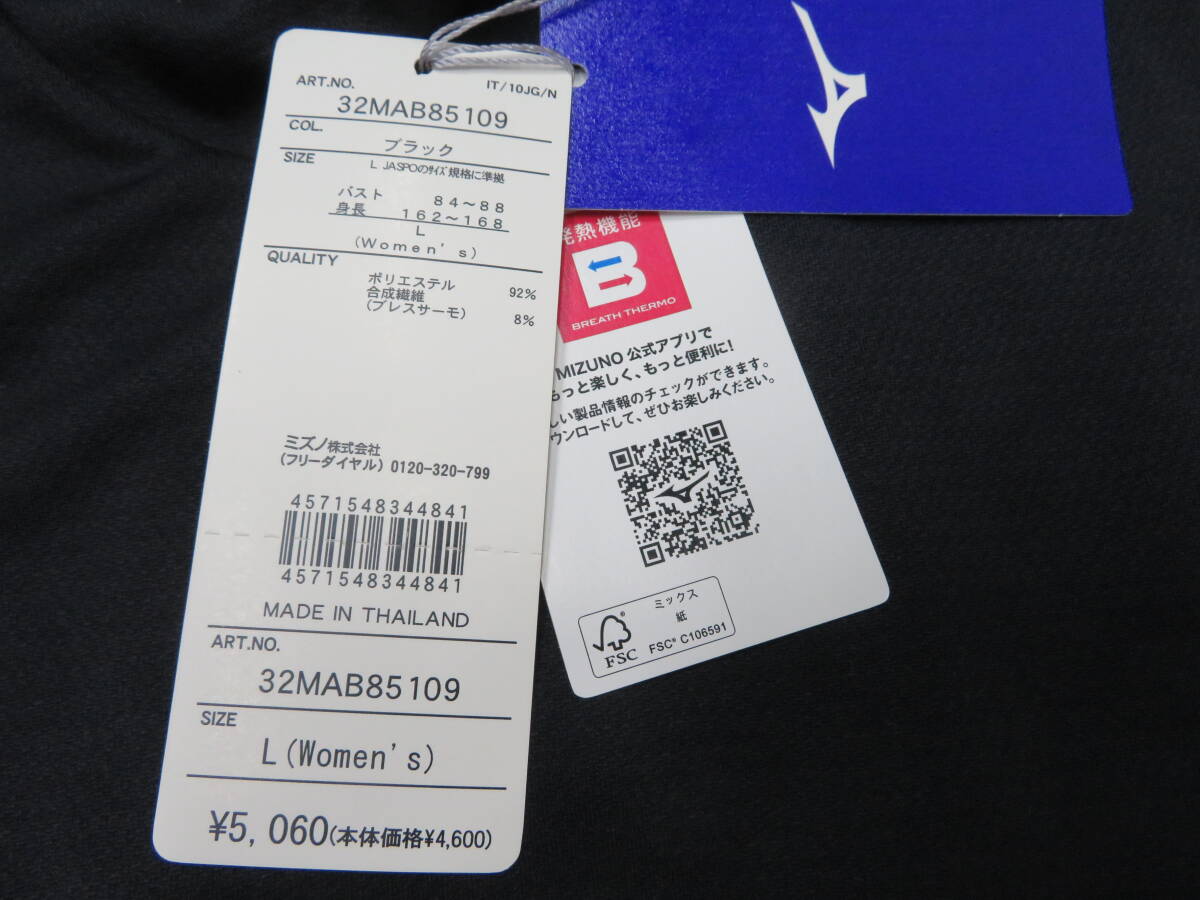 ART.NO.
IT/10JG/N
32MAB85109
COL.
ブラック
SIZE
L JASPOのサイズ規格に準拠
バスト 84～88
身長 162～168
L
(Women's)
QUALITY
ポリエステル 92%
合成繊維
(ブレスサーモ) 8%
ミズノ株式会社
(フリーダイヤル) 0120-320-799
4571548344841
4571548344841
MADE IN THAILAND
ART.NO.
32MAB85109
SIZE
L(Women's)
¥5,060(本体価格¥4,600)
発熱機能
B
BREATH THERMO
MIZUNO 公式アプリで
もっと楽しく、もっと便利に!
しい製品情報のチェックができます。
ウンロードして、ぜひお楽しみください。
FSC
ミックス
紙
FSC® C106591